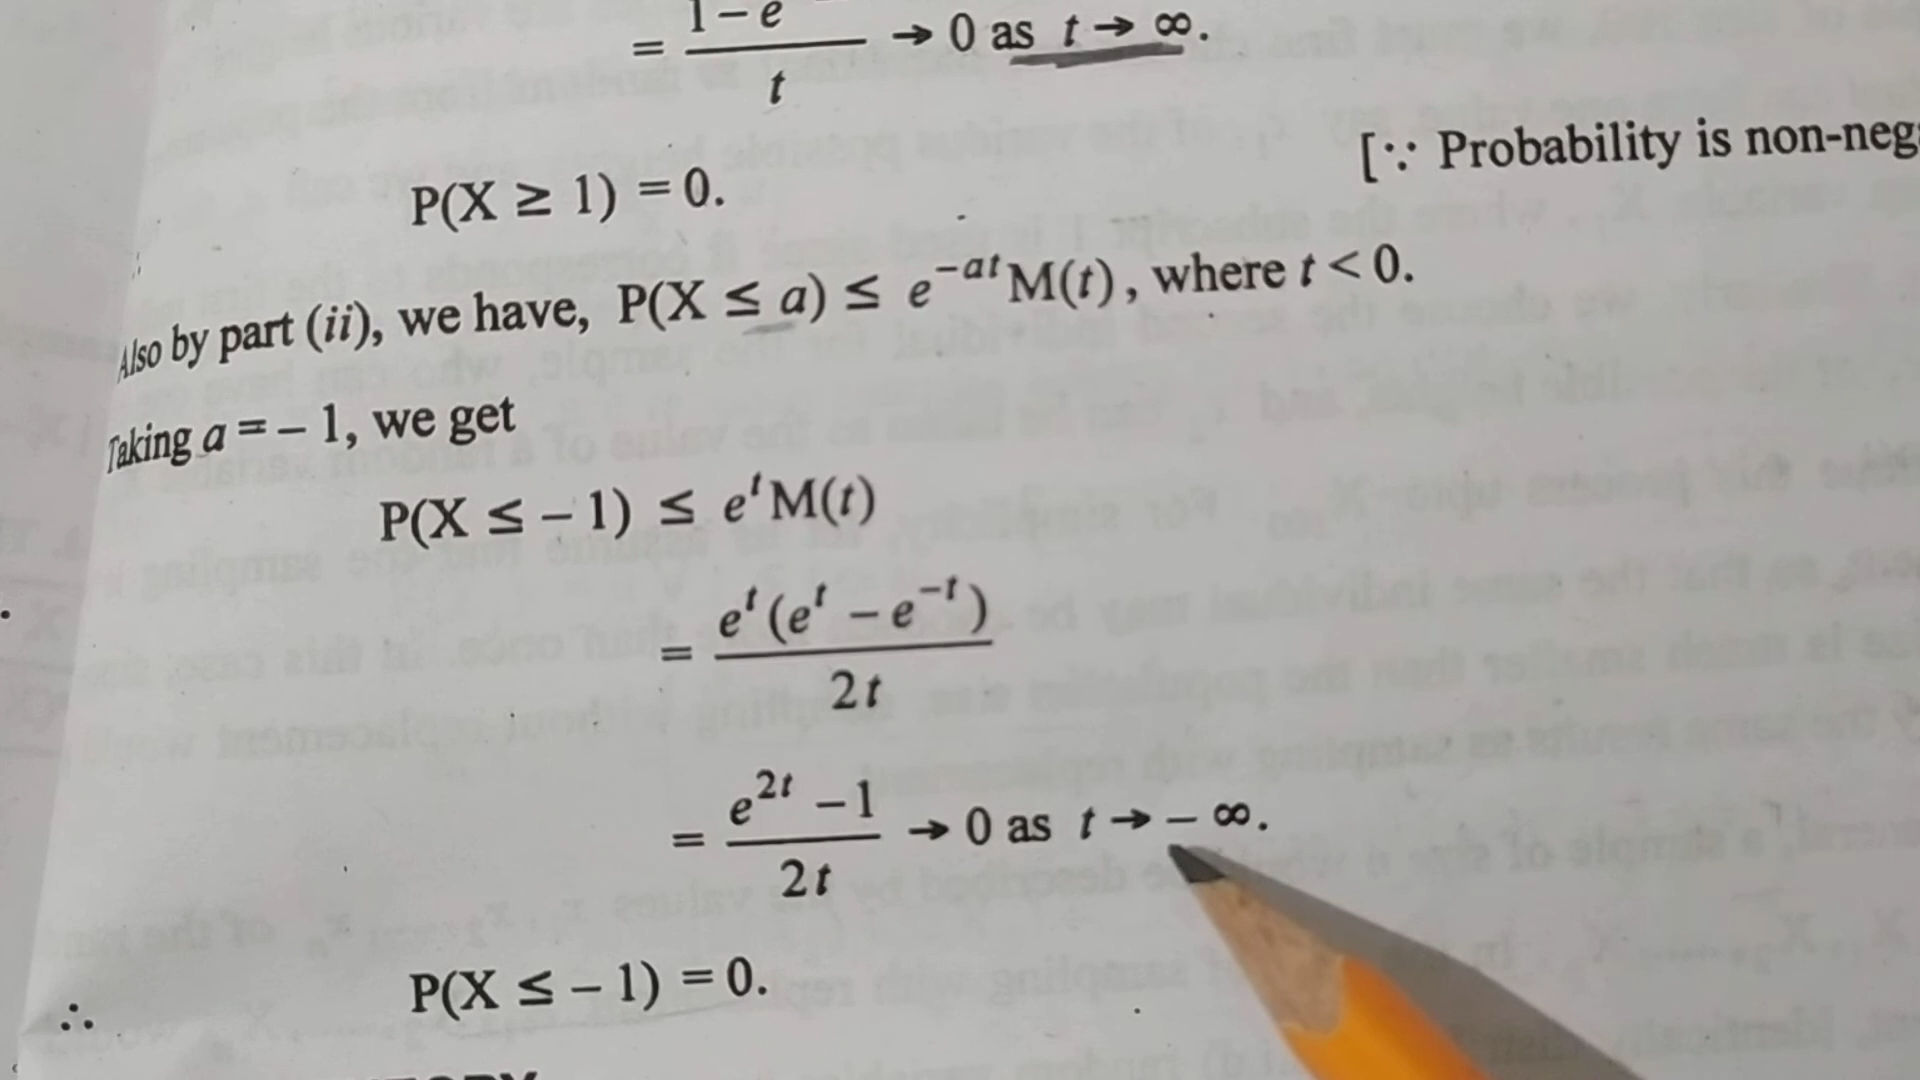 = 1 – e / t → 0 as t → ∞.
[∵ Probability is non-neg
P(X ≥ 1) = 0.
Also by part (ii), we have, P(X ≤ a) ≤ e^{–at} M(t), where t < 0.
Taking a = – 1, we get
P(X ≤ – 1) ≤ e^t M(t)
= e^t (e^t – e^{–t}) / 2t
= e^{2t} – 1 / 2t → 0 as t → – ∞.
∴ P(X ≤ – 1) = 0.